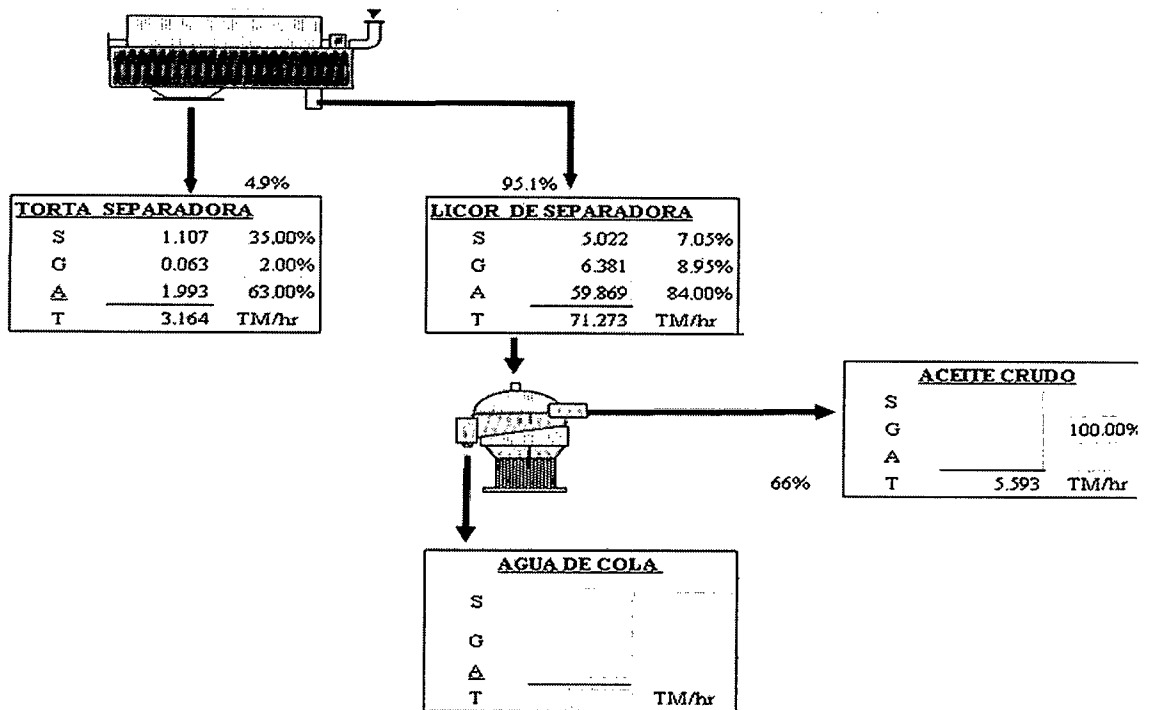 4.9%
95.1%
TORTA SEPARADORA
S 1.107 35.00%
G 0.063 2.00%
A 1.993 63.00%
T 3.164 TM/hr
LICOR DE SEPARADORA
S 5.022 7.05%
G 6.381 8.95%
A 59.869 84.00%
T 71.273 TM/hr
ACEITE CRUDO
S
G 100.00%
A
T 5.593 TM/hr
66%
AGUA DE COLA
S
G
A
T TM/hr